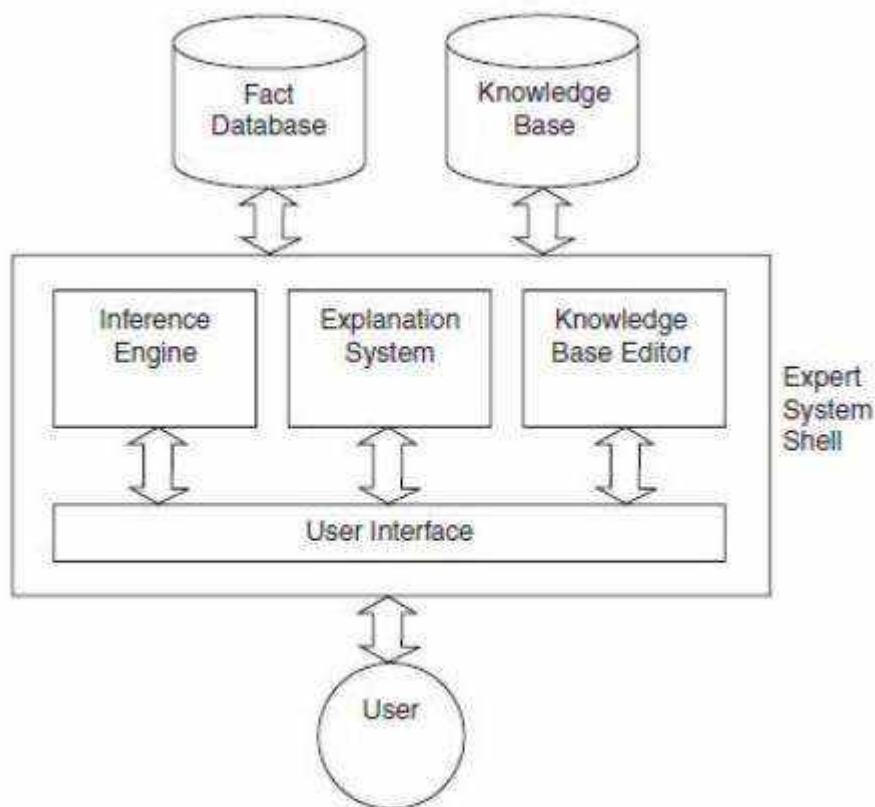 Fact
Database
Knowledge
Base
Inference
Engine
Explanation
System
Knowledge
Base Editor
Expert
System
Shell
User Interface
User